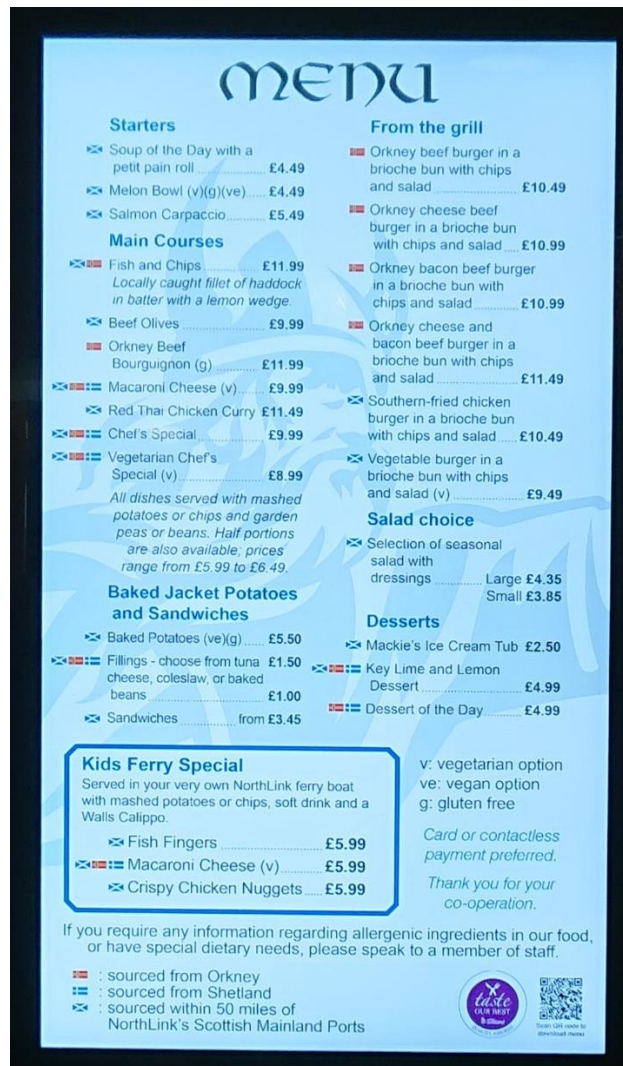 MENU
Starters
Soup of the Day with a
petit pain roll ............ £4.49
Melon Bowl (v)(g)(ve) ..... £4.49
Salmon Carpaccio .......... £5.49
Main Courses
Fish and Chips ............ £11.99
Locally caught fillet of haddock
in batter with a lemon wedge.
Beef Olives ............ £9.99
Orkney Beef
Bourguignon (g) ......... £11.99
Macaroni Cheese (v) ..... £9.99
Red Thai Chicken Curry £11.49
Chef's Special ............ £9.99
Vegetarian Chef's
Special (v) ............ £8.99
All dishes served with mashed
potatoes or chips and garden
peas or beans. Half portions
are also available; prices
range from £5.99 to £6.49.
Baked Jacket Potatoes
and Sandwiches
Baked Potatoes (ve)(g) ..... £5.50
Fillings - choose from tuna £1.50
cheese, coleslaw, or baked
beans ............ £1.00
Sandwiches ............ from £3.45
From the grill
Orkney beef burger in a
brioche bun with chips
and salad ............ £10.49
Orkney cheese beef
burger in a brioche bun
with chips and salad .... £10.99
Orkney bacon beef burger
in a brioche bun with
chips and salad ............ £10.99
Orkney cheese and
bacon beef burger in a
brioche bun with chips
and salad ............ £11.49
Southern-fried chicken
burger in a brioche bun
with chips and salad ..... £10.49
Vegetable burger in a
brioche bun with chips
and salad (v) ............ £9.49
Salad choice
Selection of seasonal
salad with
dressings ............ Large £4.35
Small £3.85
Desserts
Mackie's Ice Cream Tub £2.50
Key Lime and Lemon
Dessert ............ £4.99
Dessert of the Day ......... £4.99
Kids Ferry Special
Served in your very own NorthLink ferry boat
with mashed potatoes or chips, soft drink and a
Walls Calippo.
Fish Fingers ............ £5.99
Macaroni Cheese (v) ......... £5.99
Crispy Chicken Nuggets .... £5.99
v: vegetarian option
ve: vegan option
g: gluten free
Card or contactless
payment preferred.
Thank you for your
co-operation.
If you require any information regarding allergenic ingredients in our food,
or have special dietary needs, please speak to a member of staff.
: sourced from Orkney
: sourced from Shetland
: sourced within 50 miles of
NorthLink's Scottish Mainland Ports
taste
OUR BEST
Scan QR code to
download menu